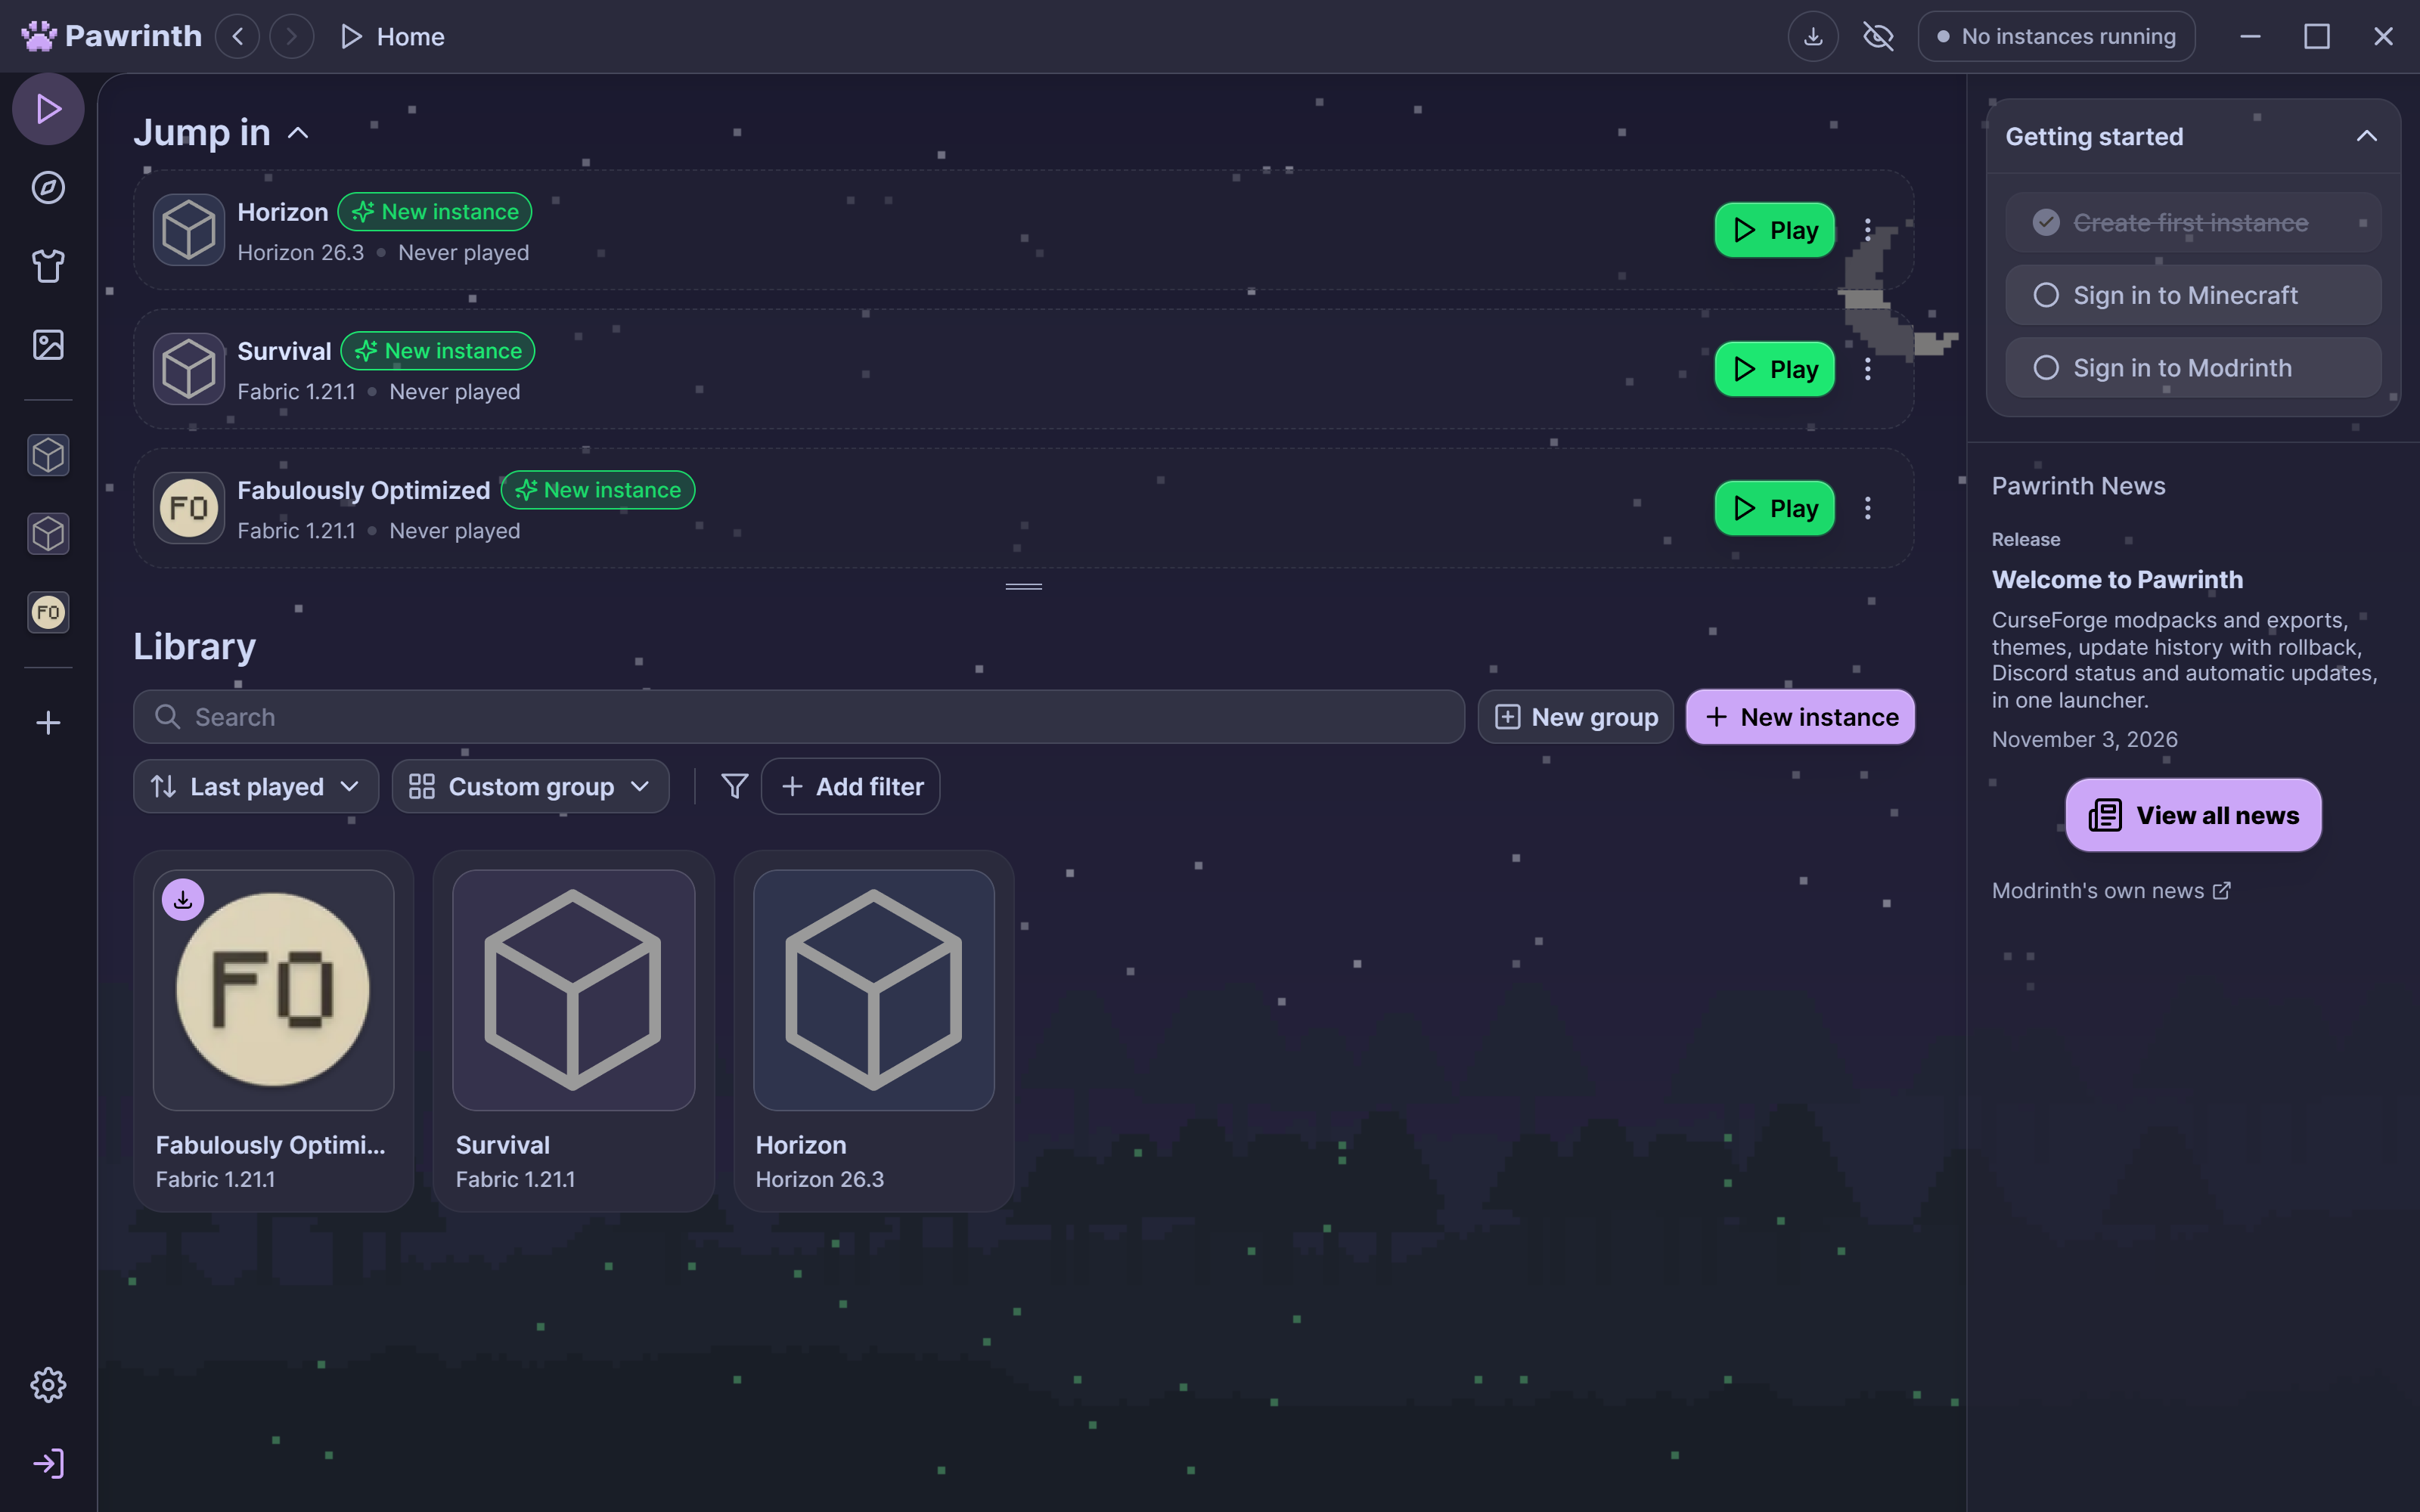 Pawrinth
Home
No instances running
Jump in
Horizon
New instance
Horizon 26.3
Never played
Play
Survival
New instance
Fabric 1.21.1
Never played
Play
FO
Fabulously Optimized
New instance
Fabric 1.21.1
Never played
Play
FO
Library
Search
New group
New instance
Last played
Custom group
Add filter
FO
Fabulously Optimi...
Fabric 1.21.1
Survival
Fabric 1.21.1
Horizon
Horizon 26.3
Getting started
Create first instance
Sign in to Minecraft
Sign in to Modrinth
Pawrinth News
Release
Welcome to Pawrinth
CurseForge modpacks and exports,
themes, update history with rollback,
Discord status and automatic updates,
in one launcher.
November 3, 2026
View all news
Modrinth's own news